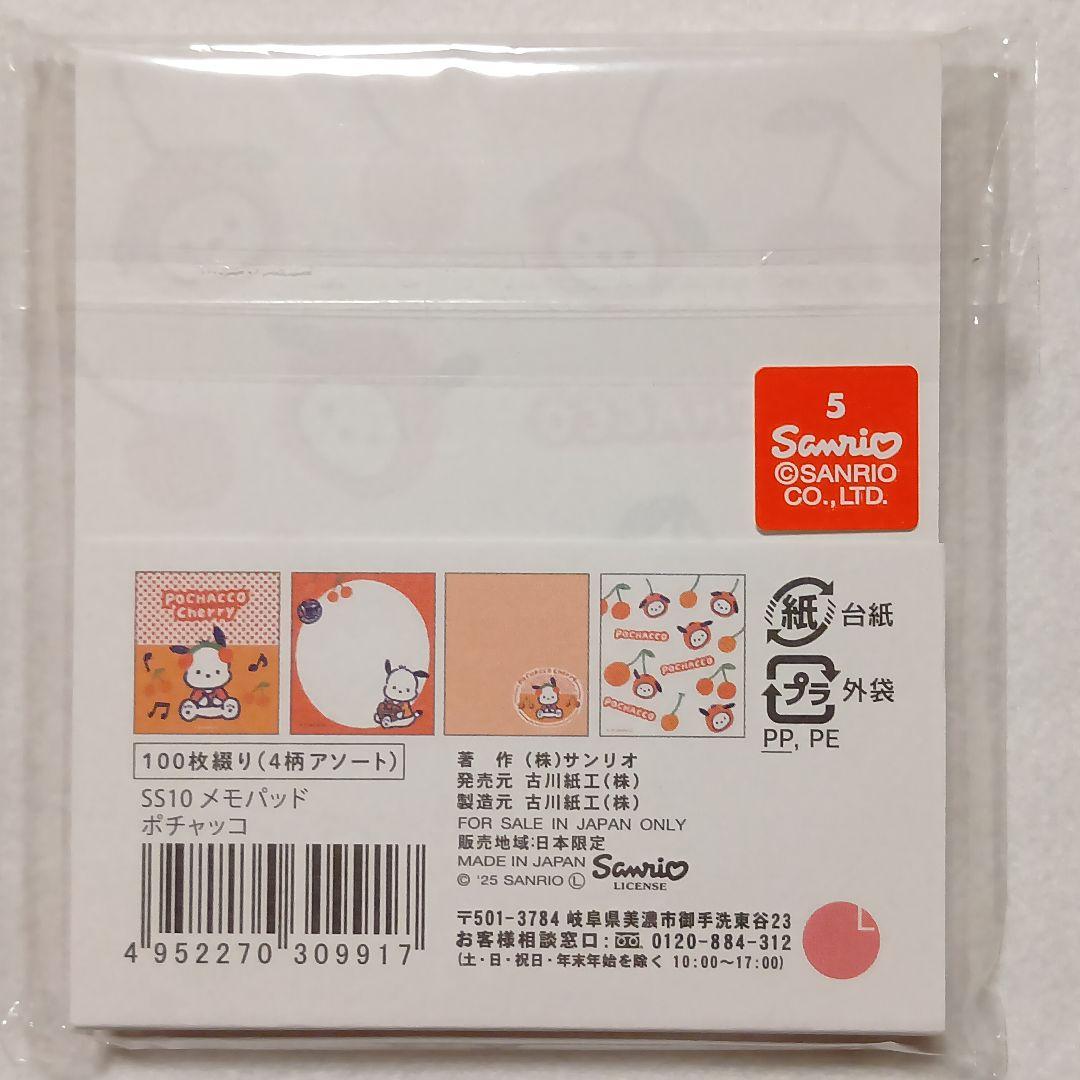 5
Sanrio
©SANRIO
CO.,LTD.
POCHACCO
Cherry
POCHACCO CHERRY
POCHACCO
POCHACCO
POCHACCO
紙 台紙
プラ 外袋
PP, PE
100枚綴り(4柄アソート)
SS10 メモパッド
ポチャッコ
4 952270 309917
著 作 (株)サンリオ
発売元 古川紙工(株)
製造元 古川紙工(株)
FOR SALE IN JAPAN ONLY
販売地域:日本限定
MADE IN JAPAN
© '25 SANRIO Ⓛ
Sanrio
LICENSE
〒501-3784 岐阜県美濃市御手洗東谷23
お客様相談窓口: 0120-884-312
(土・日・祝日・年末年始を除く 10:00〜17:00)
L